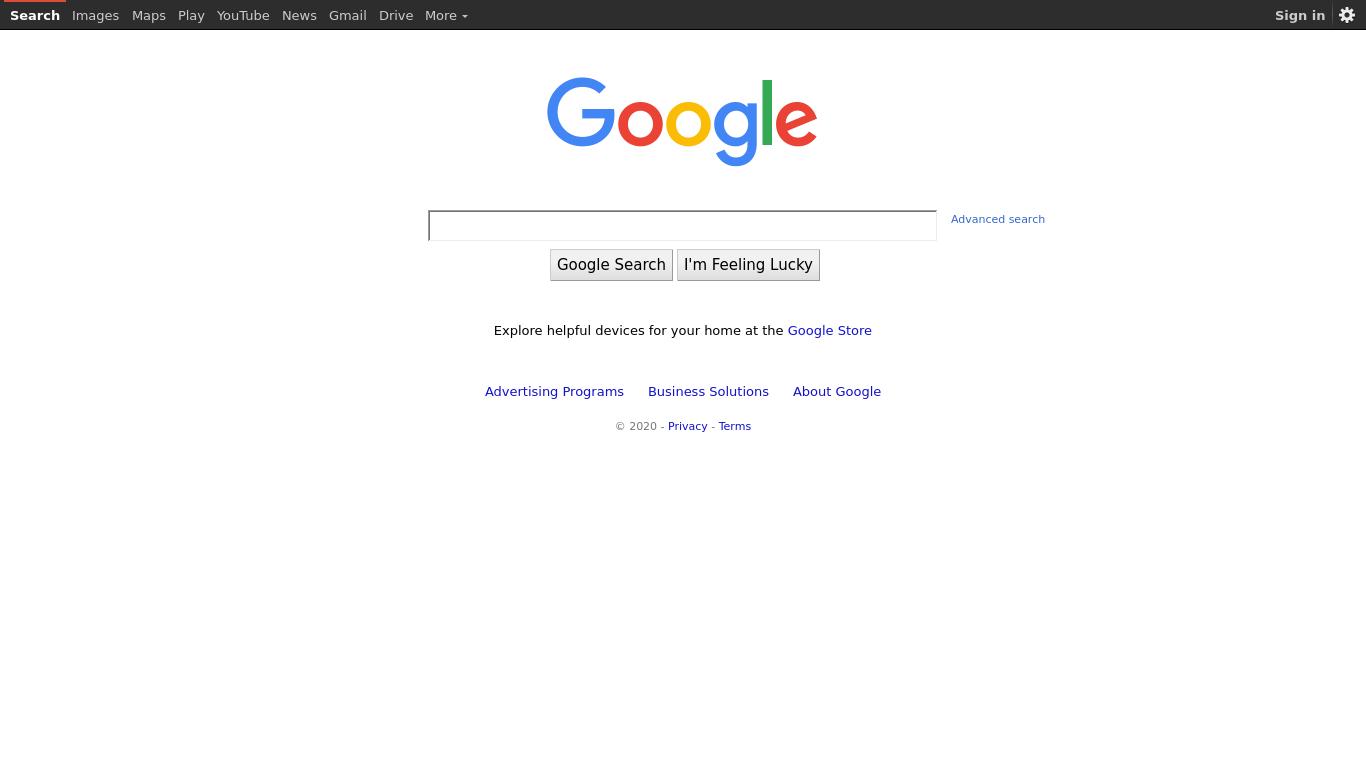 Search Images Maps Play YouTube News Gmail Drive More Sign in
Google
Advanced search
Google Search I'm Feeling Lucky
Explore helpful devices for your home at the Google Store
Advertising Programs Business Solutions About Google
© 2020 - Privacy - Terms